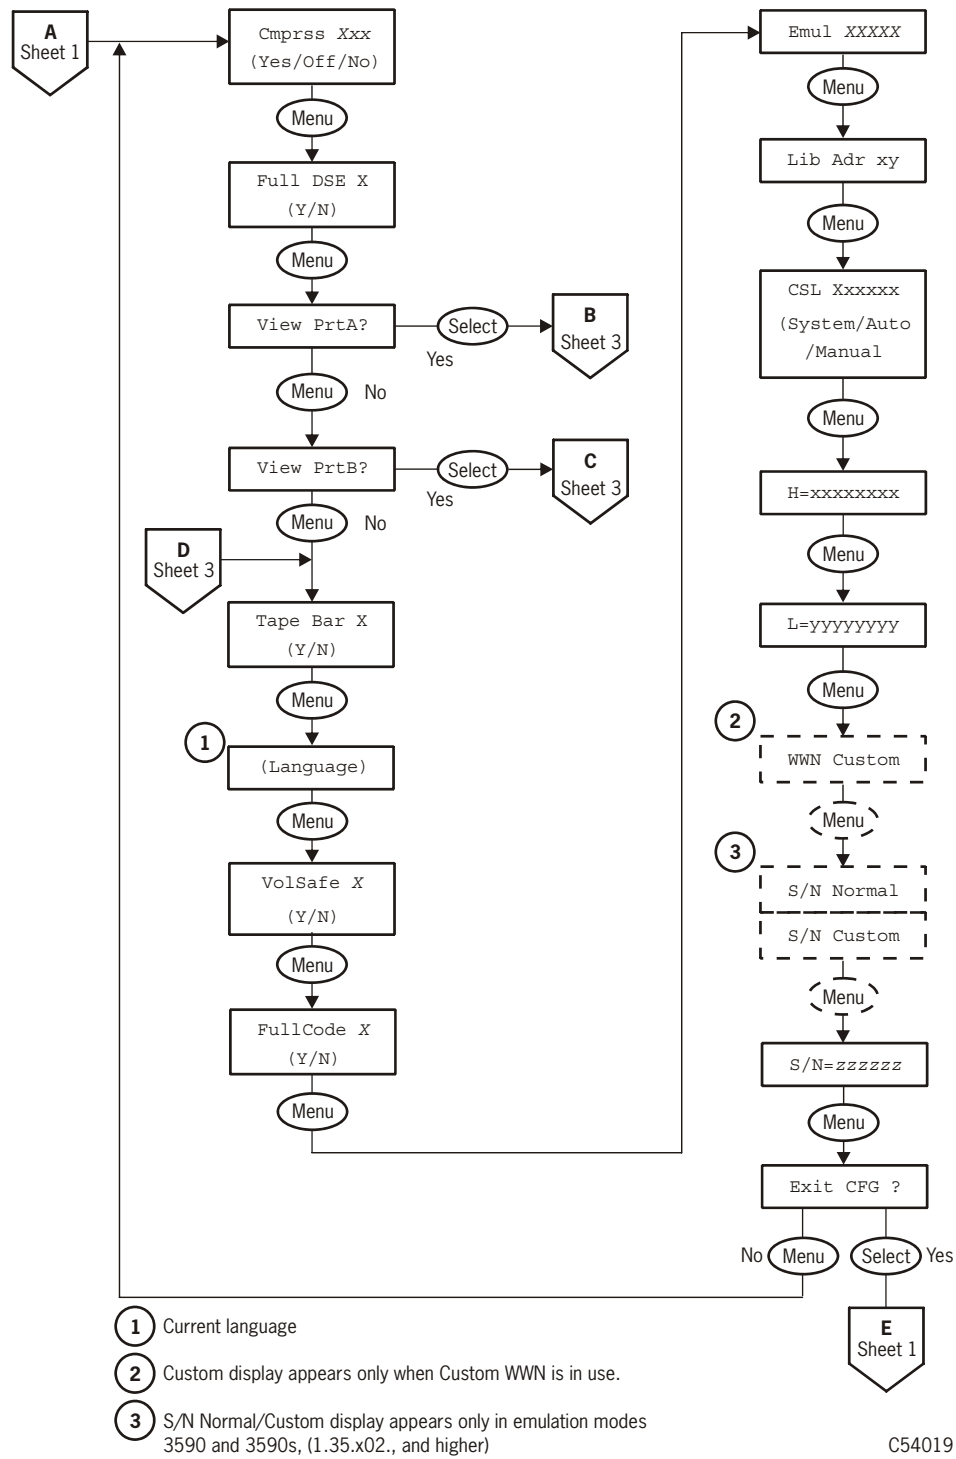 A
Sheet 1
Cmprss Xxx
(Yes/Off/No)
Menu
Full DSE X
(Y/N)
Menu
View PrtA?
Select
Yes
B
Sheet 3
Menu
No
View PrtB?
Select
Yes
C
Sheet 3
Menu
No
D
Sheet 3
Tape Bar X
(Y/N)
Menu
1
(Language)
Menu
VolSafe X
(Y/N)
Menu
FullCode X
(Y/N)
Menu
Emul XXXXX
Menu
Lib Adr xy
Menu
CSL Xxxxxx
(System/Auto
/Manual
Menu
H=xxxxxxxx
Menu
L=yyyyyyyy
Menu
2
WWN Custom
Menu
3
S/N Normal
S/N Custom
Menu
S/N=zzzzzz
Menu
Exit CFG ?
No
Menu
Select
Yes
E
Sheet 1
1 Current language
2 Custom display appears only when Custom WWN is in use.
3 S/N Normal/Custom display appears only in emulation modes
3590 and 3590s, (1.35.x02., and higher)
C54019